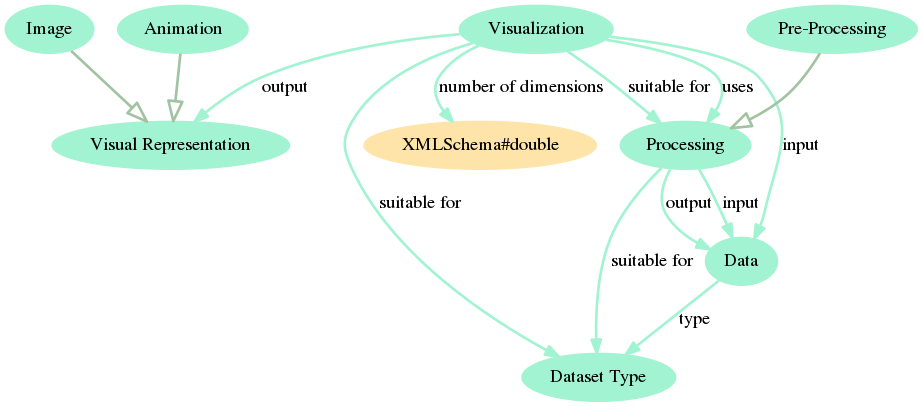 Image
Animation
Visualization
Pre-Processing
output
number of dimensions
suitable for
uses
Visual Representation
XMLSchema#double
Processing
input
suitable for
output
input
suitable for
Data
type
Dataset Type